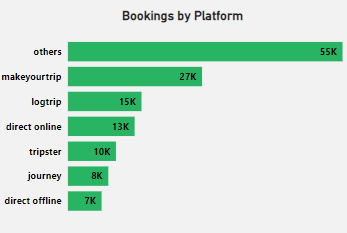 Bookings by Platform
others 55K
makeyourtrip 27K
logtrip 15K
direct online 13K
tripster 10K
journey 8K
direct offline 7K